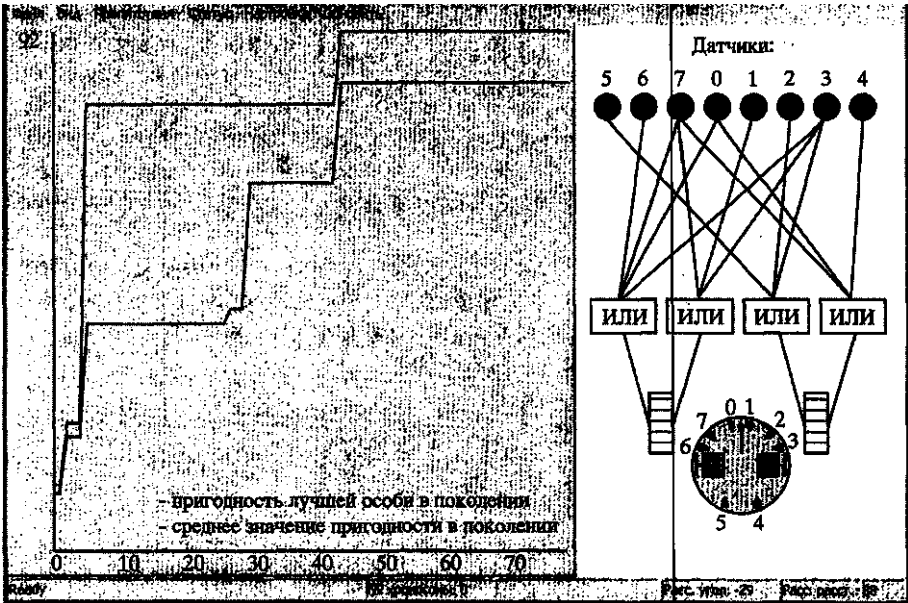 92
0 10 20 30 40 50 60 70
- пригодность лучшей особи в поколении
- среднее значение пригодности в поколении
Датчики:
5 6 7 0 1 2 3 4
ИЛИ ИЛИ ИЛИ ИЛИ
0 1
7 2
6 3
5 4
Ready